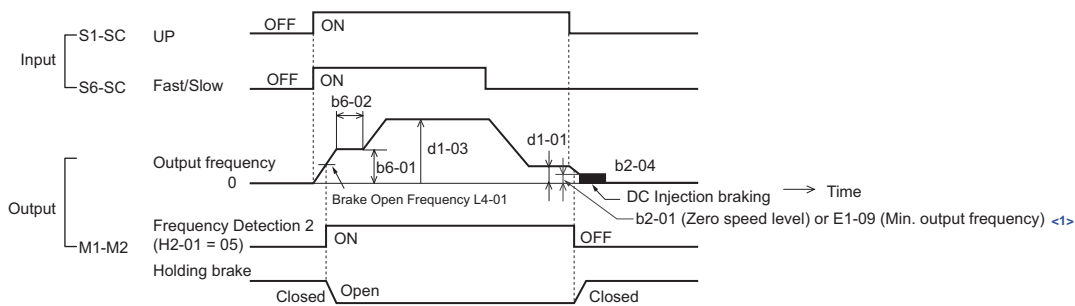 Input
S1-SC UP OFF ON
S6-SC Fast/Slow OFF ON
b6-02
d1-01
Output frequency
0
b6-01
d1-03
b2-04
Brake Open Frequency L4-01
DC Injection braking
Time
b2-01 (Zero speed level) or E1-09 (Min. output frequency) <1>
Output
M1-M2
Frequency Detection 2
(H2-01 = 05)
ON
OFF
Holding brake
Closed
Open
Closed